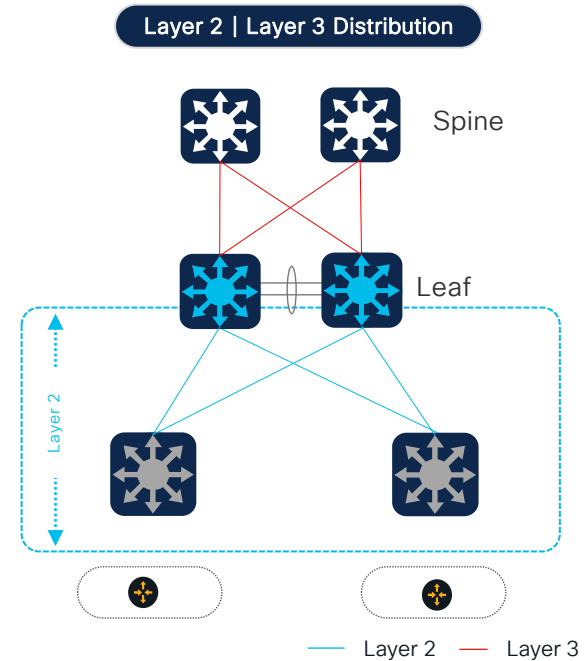 Layer 2 | Layer 3 Distribution
Spine
Leaf
Layer 2
Layer 2
Layer 3